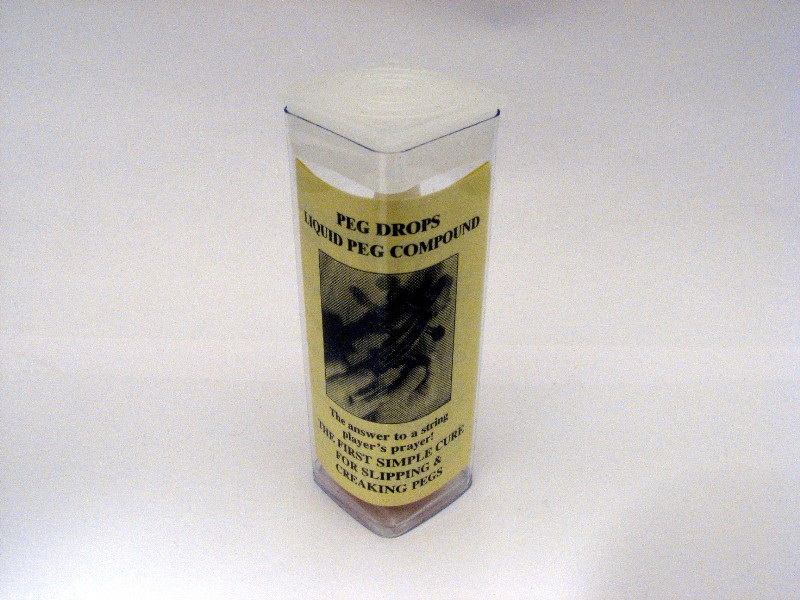 PEG DROPS
LIQUID PEG COMPOUND
The answer to a string
player's prayer!
THE FIRST SIMPLE CURE
FOR SLIPPING &
CREAKING PEGS